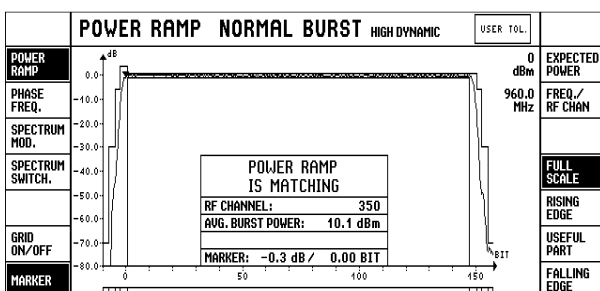 POWER RAMP NORMAL BURST HIGH DYNAMIC
USER TOL.
POWER
RAMP
PHASE
FREQ.
SPECTRUM
MOD.
SPECTRUM
SWITCH.
GRID
ON/OFF
MARKER
dB
0.0
-10.0
-20.0
-30.0
-40.0
-50.0
-60.0
-70.0
-80.0
0
50
100
150
BIT
POWER RAMP
IS MATCHING
RF CHANNEL: 350
AVG. BURST POWER: 10.1 dBm
MARKER: -0.3 dB / 0.00 BIT
0
dBm
960.0
MHz
EXPECTED
POWER
FREQ./
RF CHAN
FULL
SCALE
RISING
EDGE
USEFUL
PART
FALLING
EDGE